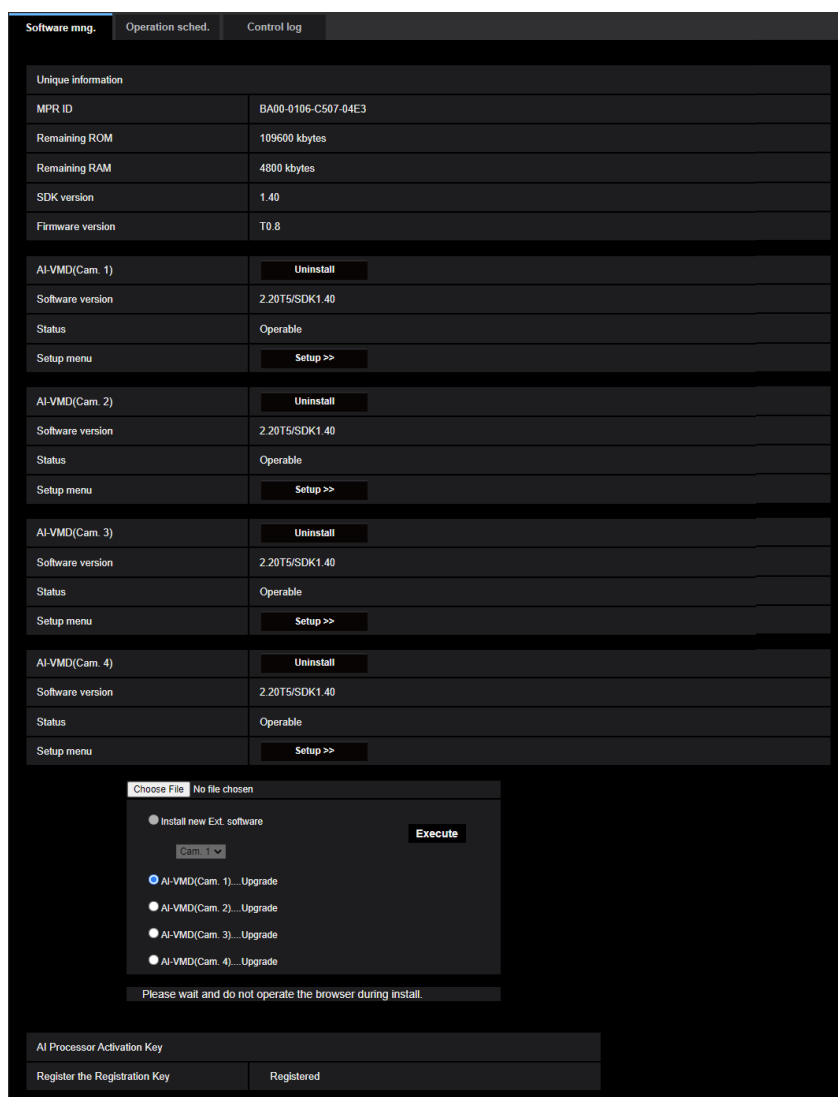 Software mng. Operation sched. Control log
Unique information
MPR ID BA00-0106-C507-04E3
Remaining ROM 109600 kbytes
Remaining RAM 4800 kbytes
SDK version 1.40
Firmware version T0.8
AI-VMD(Cam. 1) Uninstall
Software version 2.20T5/SDK1.40
Status Operable
Setup menu Setup >>
AI-VMD(Cam. 2) Uninstall
Software version 2.20T5/SDK1.40
Status Operable
Setup menu Setup >>
AI-VMD(Cam. 3) Uninstall
Software version 2.20T5/SDK1.40
Status Operable
Setup menu Setup >>
AI-VMD(Cam. 4) Uninstall
Software version 2.20T5/SDK1.40
Status Operable
Setup menu Setup >>
Choose File No file chosen
Install new Ext. software
Execute
Cam. 1
AI-VMD(Cam. 1)....Upgrade
AI-VMD(Cam. 2)....Upgrade
AI-VMD(Cam. 3)....Upgrade
AI-VMD(Cam. 4)....Upgrade
Please wait and do not operate the browser during install.
AI Processor Activation Key
Register the Registration Key Registered